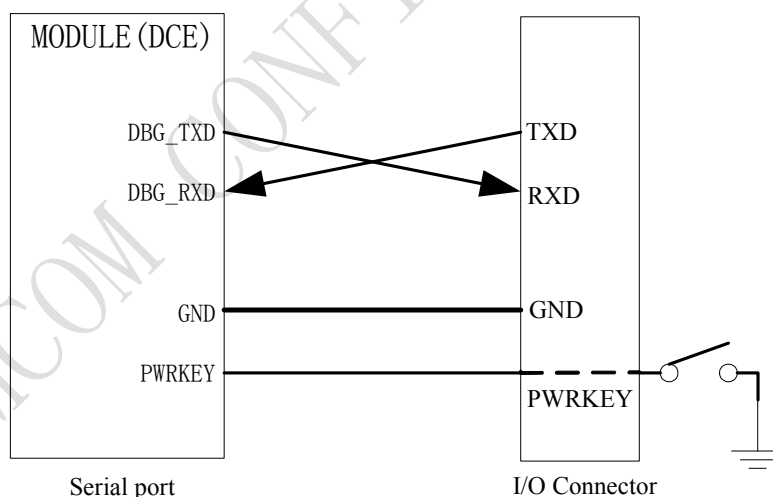 MODULE(DCE)
DBG_TXD
TXD
DBG_RXD
RXD
GND
GND
PWRKEY
PWRKEY
Serial port
I/O Connector